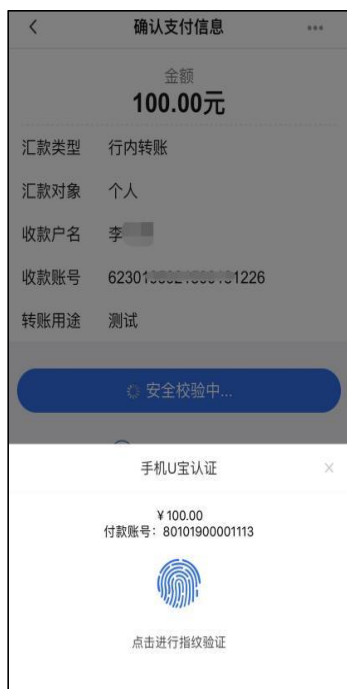 确认支付信息
金额
100.00元
汇款类型 行内转账
汇款对象 个人
收款户名 李
收款账号 62301 1226
转账用途 测试
安全校验中...
手机U宝认证
¥100.00
付款账号：80101900001113
点击进行指纹验证